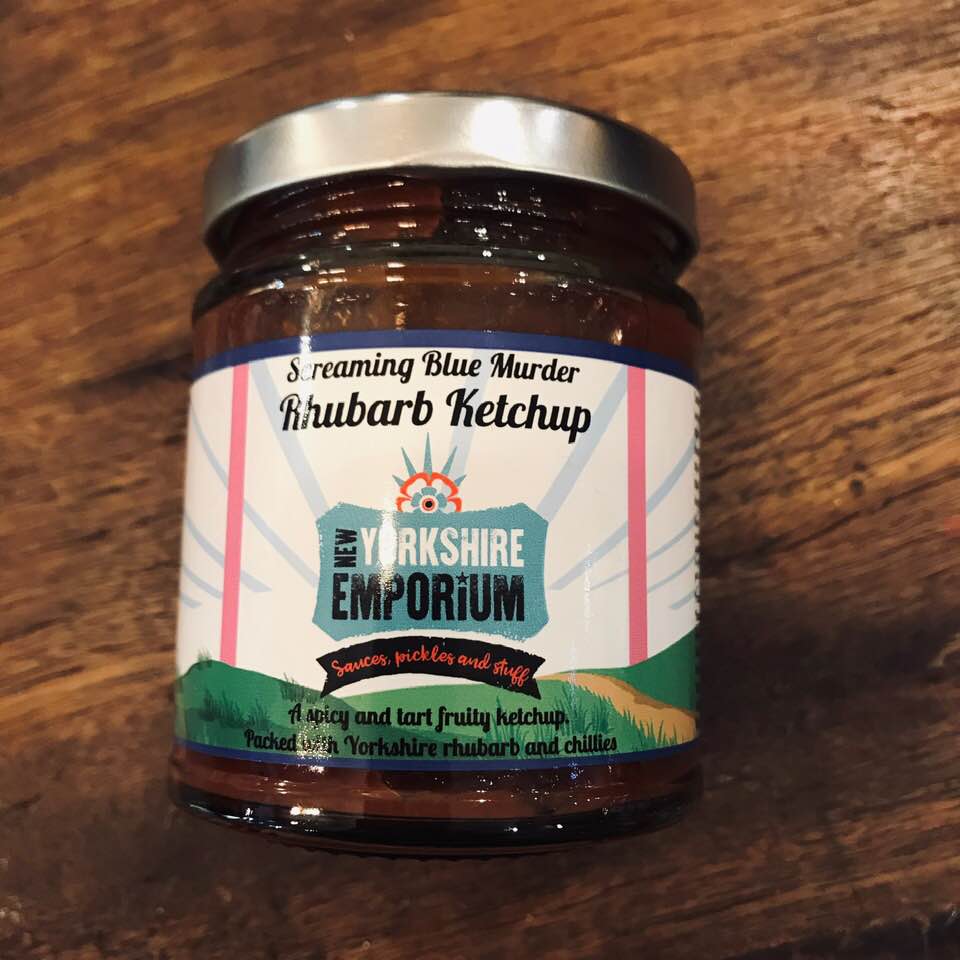 Screaming Blue Murder
Rhubarb Ketchup
NEW YORKSHIRE
EMPORiUM
Sauces, pickles and stuff
A spicy and tart fruity ketchup.
Packed with Yorkshire rhubarb and chillies